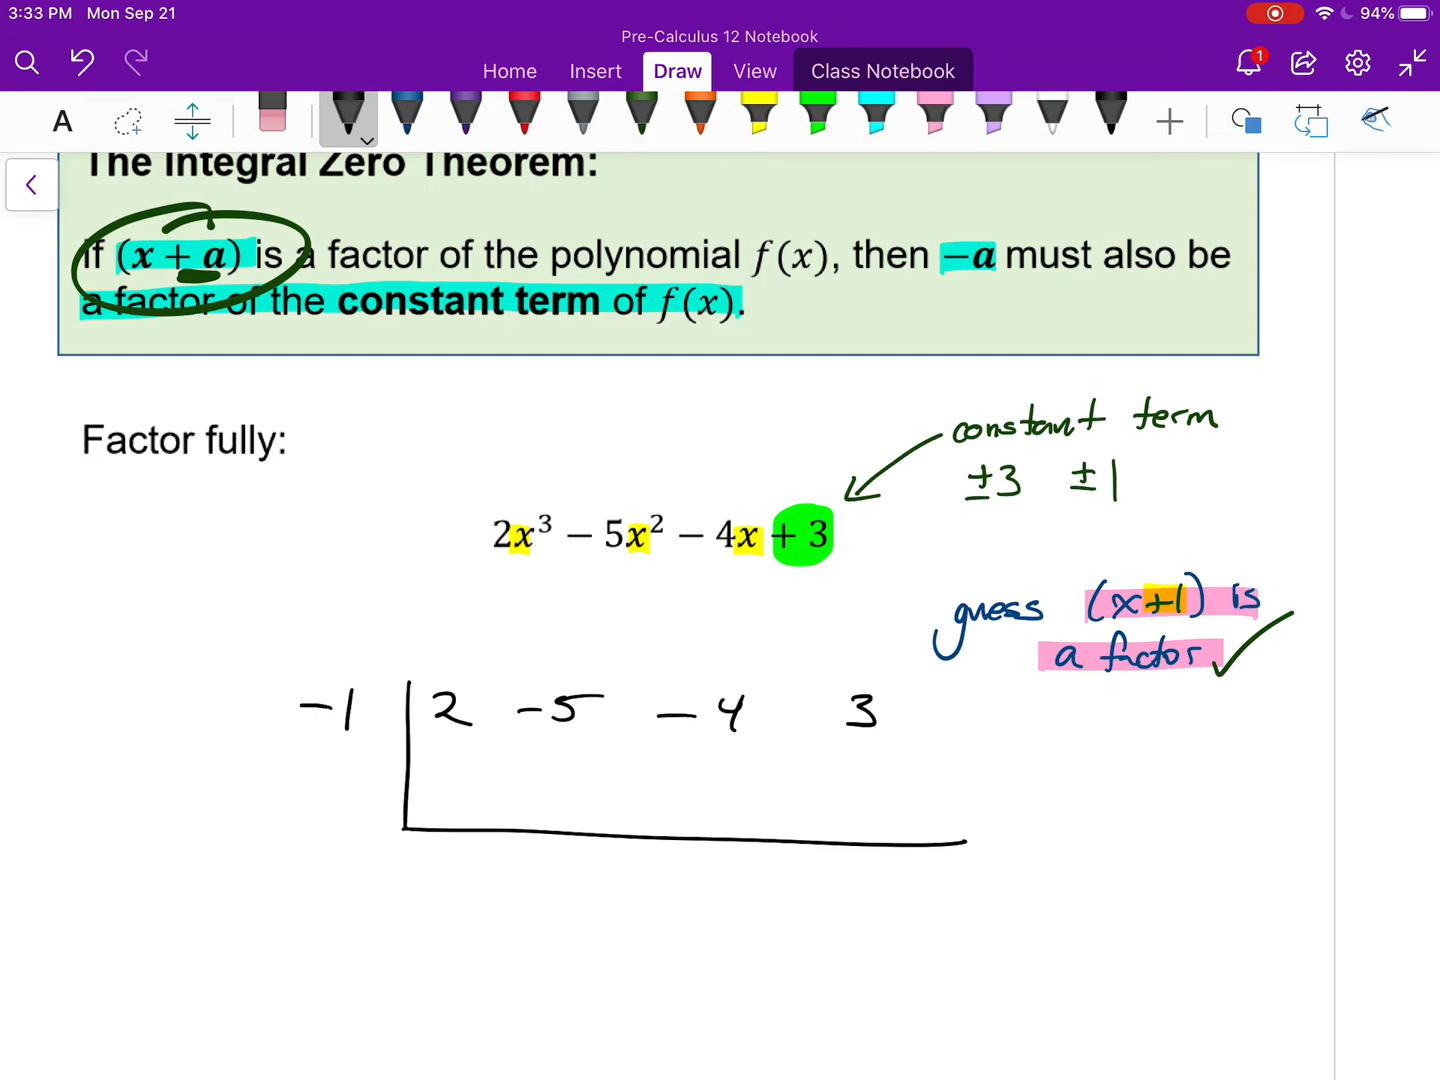 3:33 PM Mon Sep 21
94%
Pre-Calculus 12 Notebook
Home Insert Draw View Class Notebook
1
A
The Integral Zero Theorem:
If (x + a) is a factor of the polynomial f(x), then −a must also be
a factor of the constant term of f(x).
Factor fully:
constant term
±3 ±1
2x³ − 5x² − 4x + 3
guess (x+1) is
a factor ✓
-1 | 2 -5 -4 3